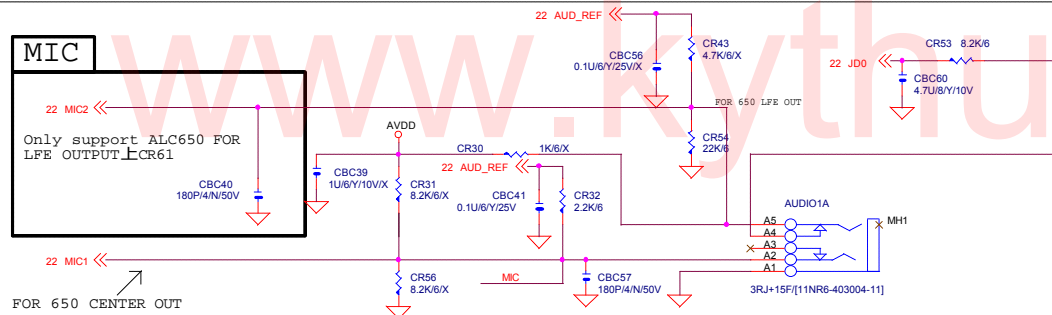 www.kythu
22 AUD_REF
MIC
CBC56
0.1U/6/Y/25V/X
CR43
4.7K/6/X
CR53 8.2K/6
22 JD0
CBC60
4.7U/8/Y/10V
22 MIC2
FOR 650 LFE OUT
Only support ALC650 FOR
LFE OUTPUT上CR61
AVDD
CR54
22K/6
CR30 1K/6/X
22 AUD_REF
CBC39
1U/6/Y/10V/X
CR31
8.2K/6/X
CBC40
180P/4/N/50V
CBC41
0.1U/6/Y/25V
CR32
2.2K/6
AUDIO1A
A5
A4
A3
A2
A1
MH1
22 MIC1
CR56
8.2K/6/X
MIC
CBC57
180P/4/N/50V
3RJ+15F/[11NR6-403004-11]
FOR 650 CENTER OUT